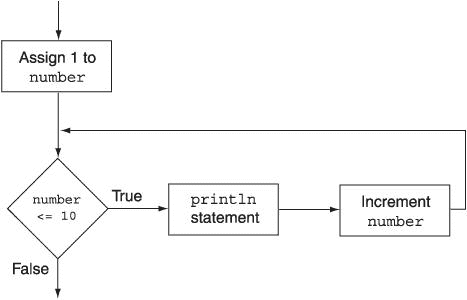 Assign 1 to
number
number
<= 10
True
println
statement
Increment
number
False